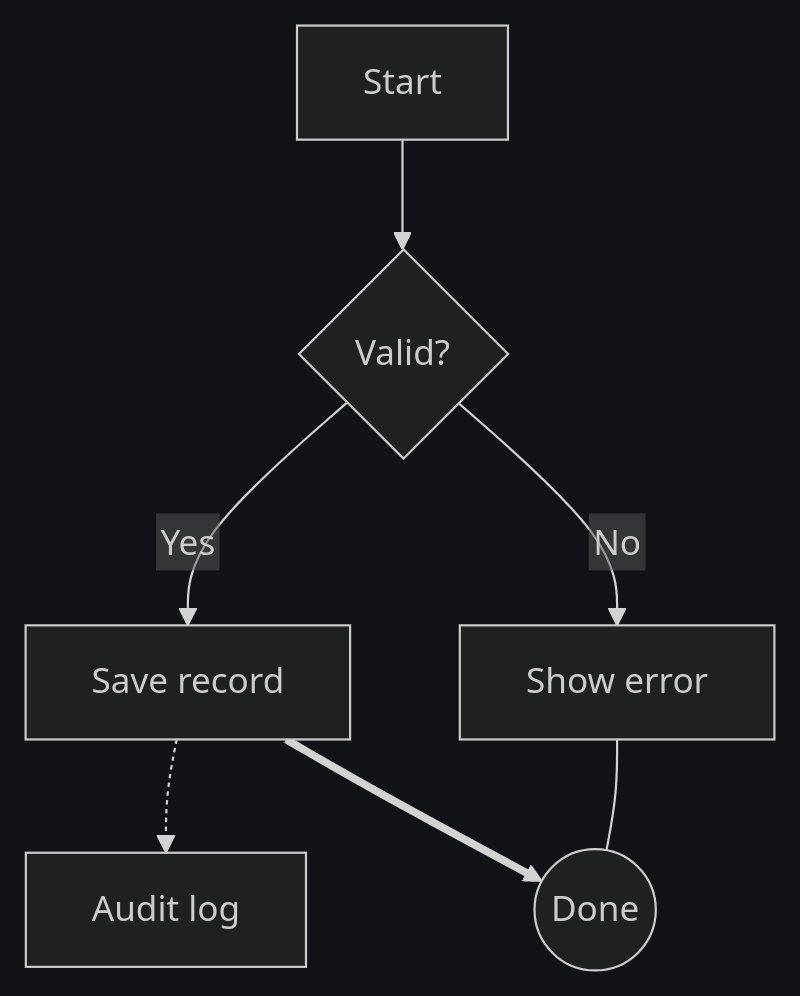 Start
Valid?
Yes
No
Save record
Show error
Audit log
Done